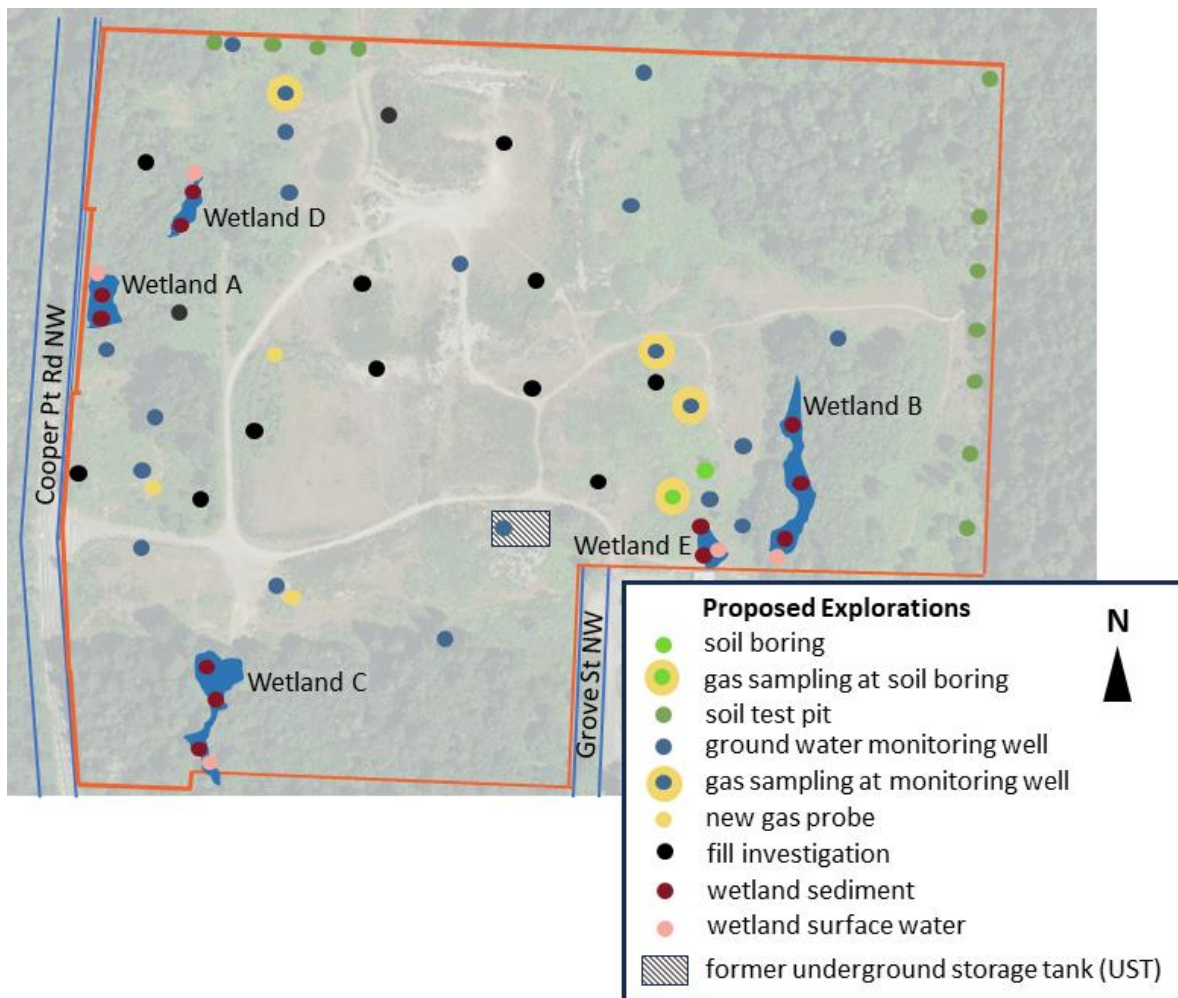 Wetland D
Wetland A
Cooper Pt Rd NW
Wetland B
Wetland E
Wetland C
Grove St NW
Proposed Explorations
N
soil boring
gas sampling at soil boring
soil test pit
ground water monitoring well
gas sampling at monitoring well
new gas probe
fill investigation
wetland sediment
wetland surface water
former underground storage tank (UST)